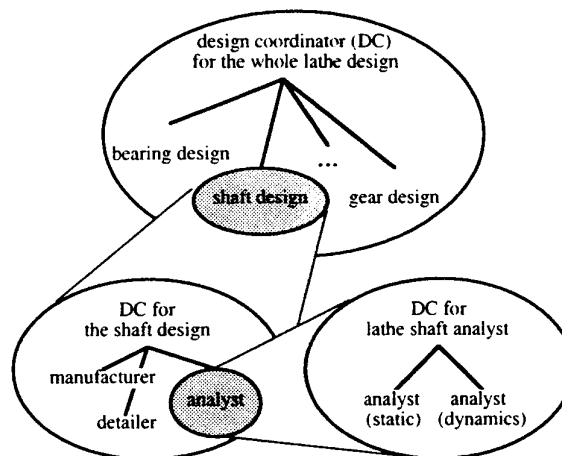 design coordinator (DC)
for the whole lathe design
bearing design
...
shaft design
gear design
DC for
the shaft design
manufacturer
detailer
analyst
DC for
lathe shaft analyst
analyst
(static)
analyst
(dynamics)